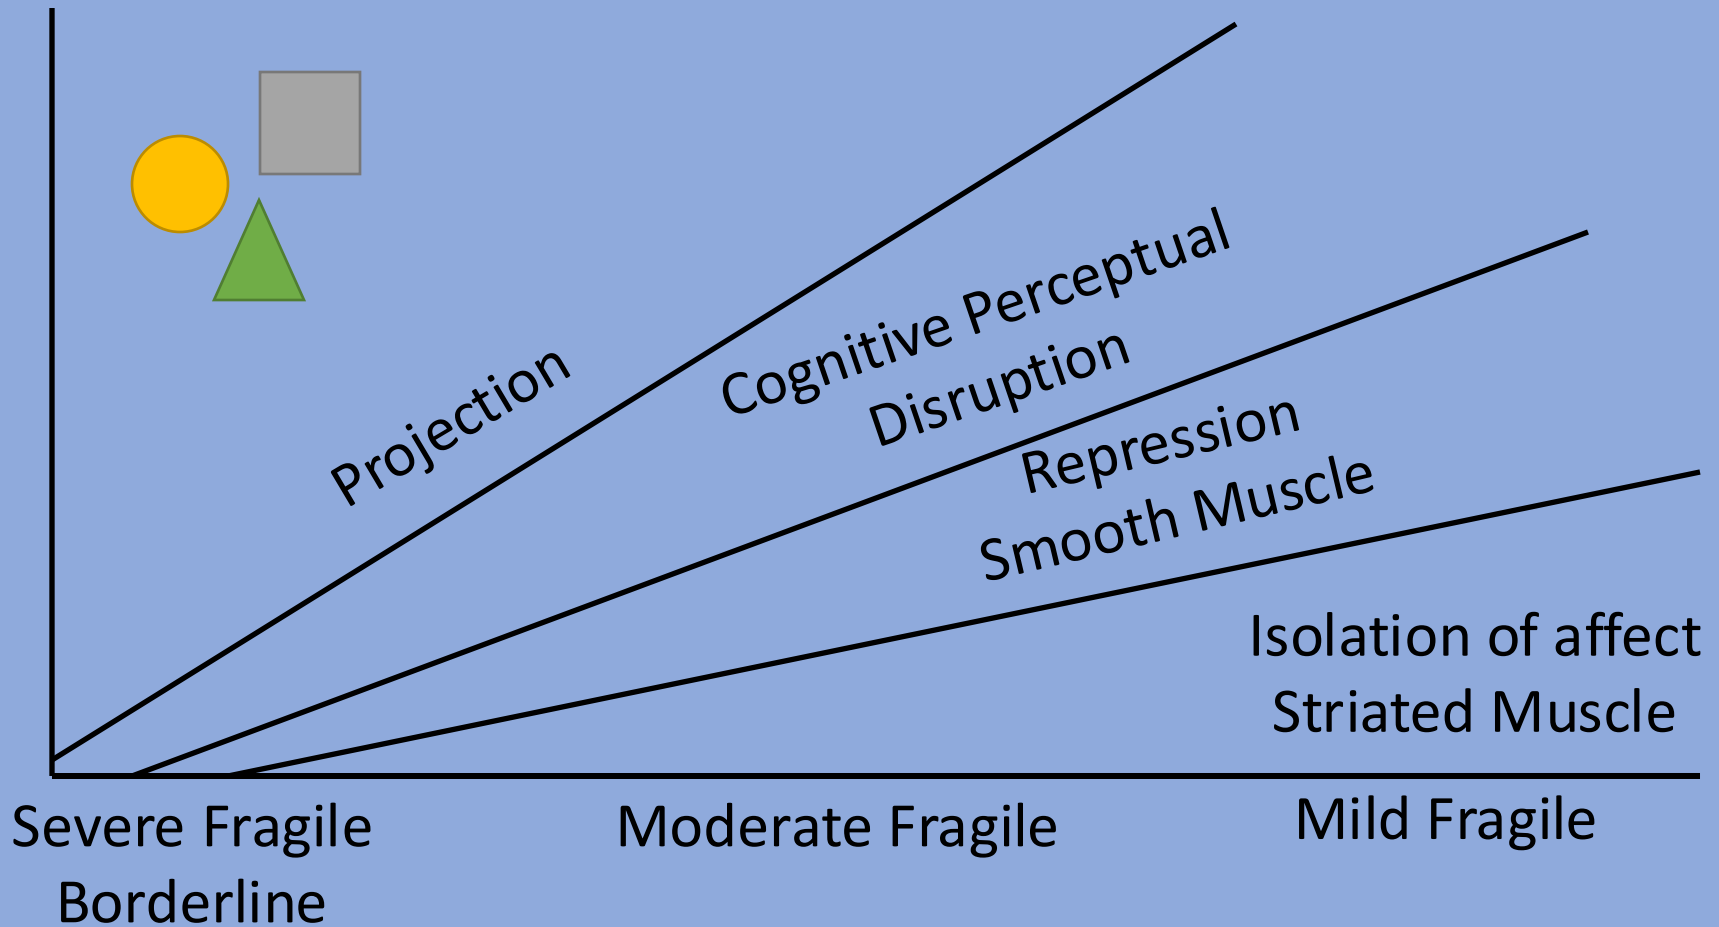 Projection
Cognitive Perceptual
Disruption
Repression
Smooth Muscle
Isolation of affect
Striated Muscle
Severe Fragile
Borderline
Moderate Fragile
Mild Fragile